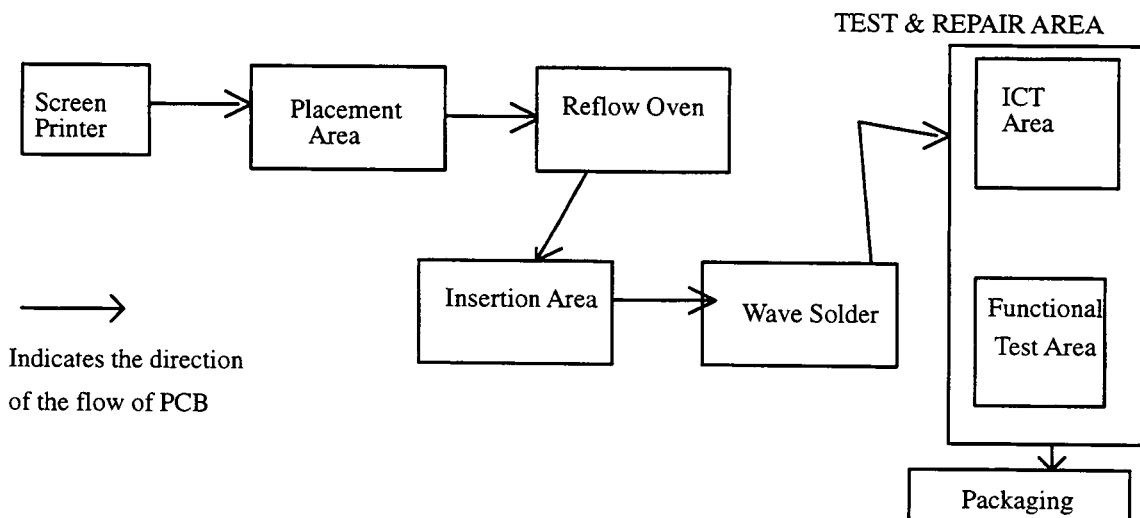 TEST & REPAIR AREA
Screen
Printer
Placement
Area
Reflow Oven
ICT
Area
Insertion Area
Wave Solder
Functional
Test Area
Indicates the direction
of the flow of PCB
Packaging